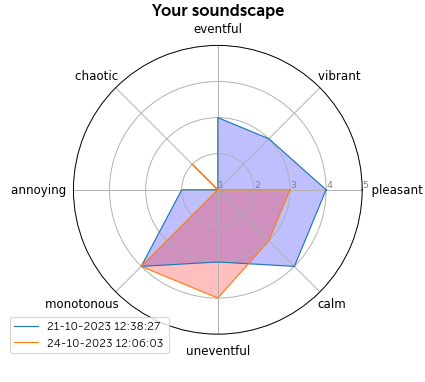 Your soundscape
eventful
chaotic
vibrant
annoying
1
2
3
4
5
pleasant
monotonous
calm
uneventful
21-10-2023 12:38:27
24-10-2023 12:06:03